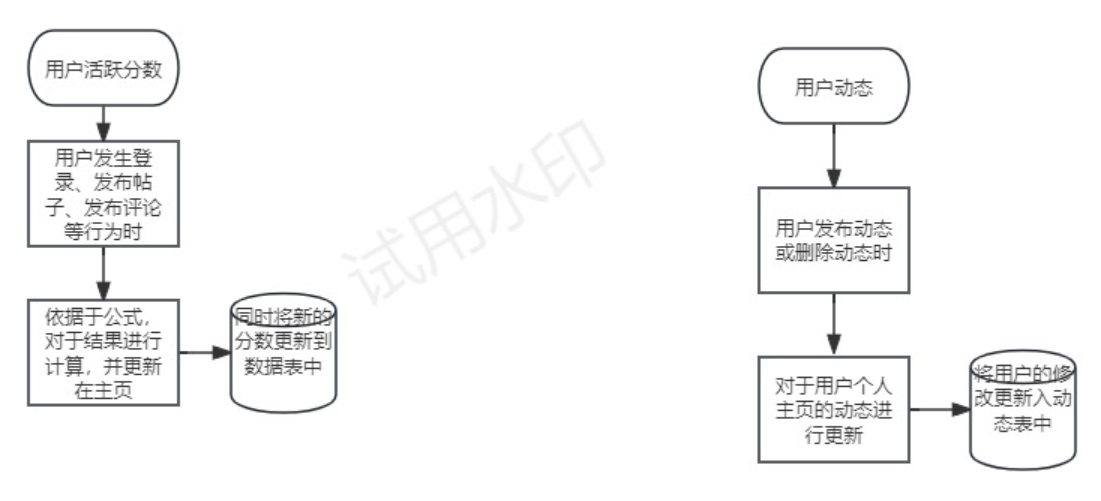 用户活跃分数
用户发生登
录、发布帖
子、发布评论
等行为时
依据于公式，
对于结果进行
计算，并更新
在主页
同时将新的
分数更新到
数据表中
试用水印
用户动态
用户发布动态
或删除动态时
对于用户个人
主页的动态进
行更新
将用户的修
改更新入动
态表中